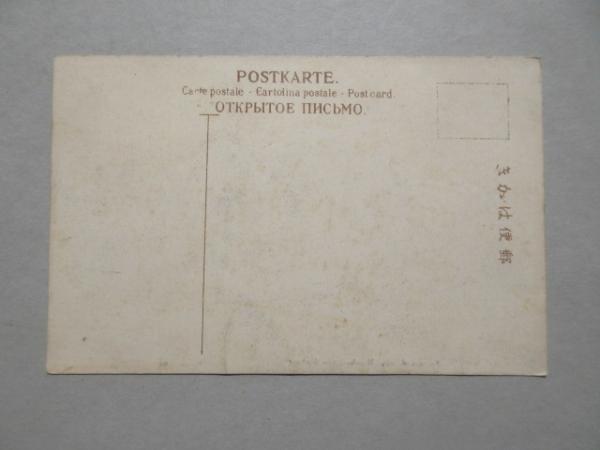 POSTKARTE.
Carte postale - Cartolina postale - Post card.
ОТКРЫТОЕ ПИСЬМО.
きかは便郵